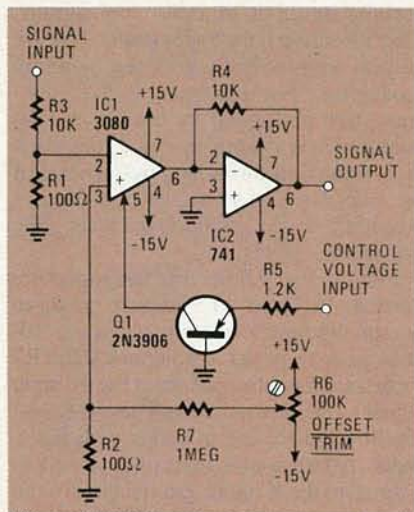 SIGNAL
INPUT
R3
10K
R1
100Ω
IC1
3080
+15V
7
2
-
+
3
5
4
6
-15V
R4
10K
+15V
7
2
-
3
+
6
4
-15V
IC2
741
SIGNAL
OUTPUT
CONTROL
VOLTAGE
INPUT
R5
1.2K
Q1
2N3906
+15V
R6
100K
OFFSET
TRIM
-15V
R7
1MEG
R2
100Ω